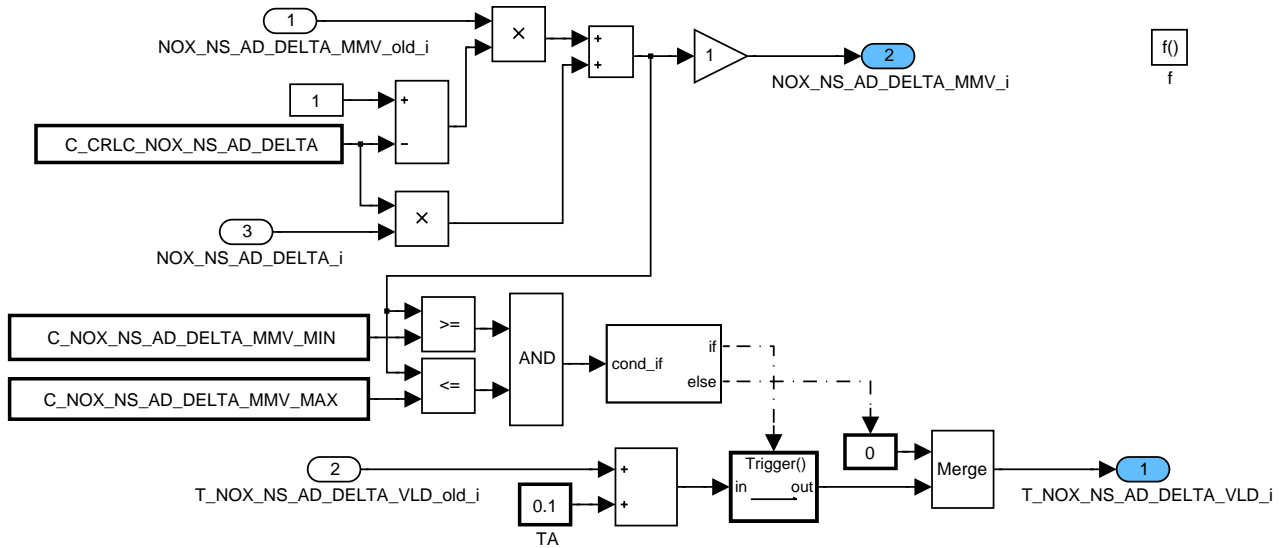 1
NOX_NS_AD_DELTA_MMV_old_i
×
+
+
1
2
NOX_NS_AD_DELTA_MMV_i
f()
f
1
+
−
C_CRLC_NOX_NS_AD_DELTA
×
3
NOX_NS_AD_DELTA_i
C_NOX_NS_AD_DELTA_MMV_MIN
>=
C_NOX_NS_AD_DELTA_MMV_MAX
<=
AND
cond_if
if
else
2
T_NOX_NS_AD_DELTA_VLD_old_i
0.1
TA
+
+
Trigger()
in
out
0
Merge
1
T_NOX_NS_AD_DELTA_VLD_i